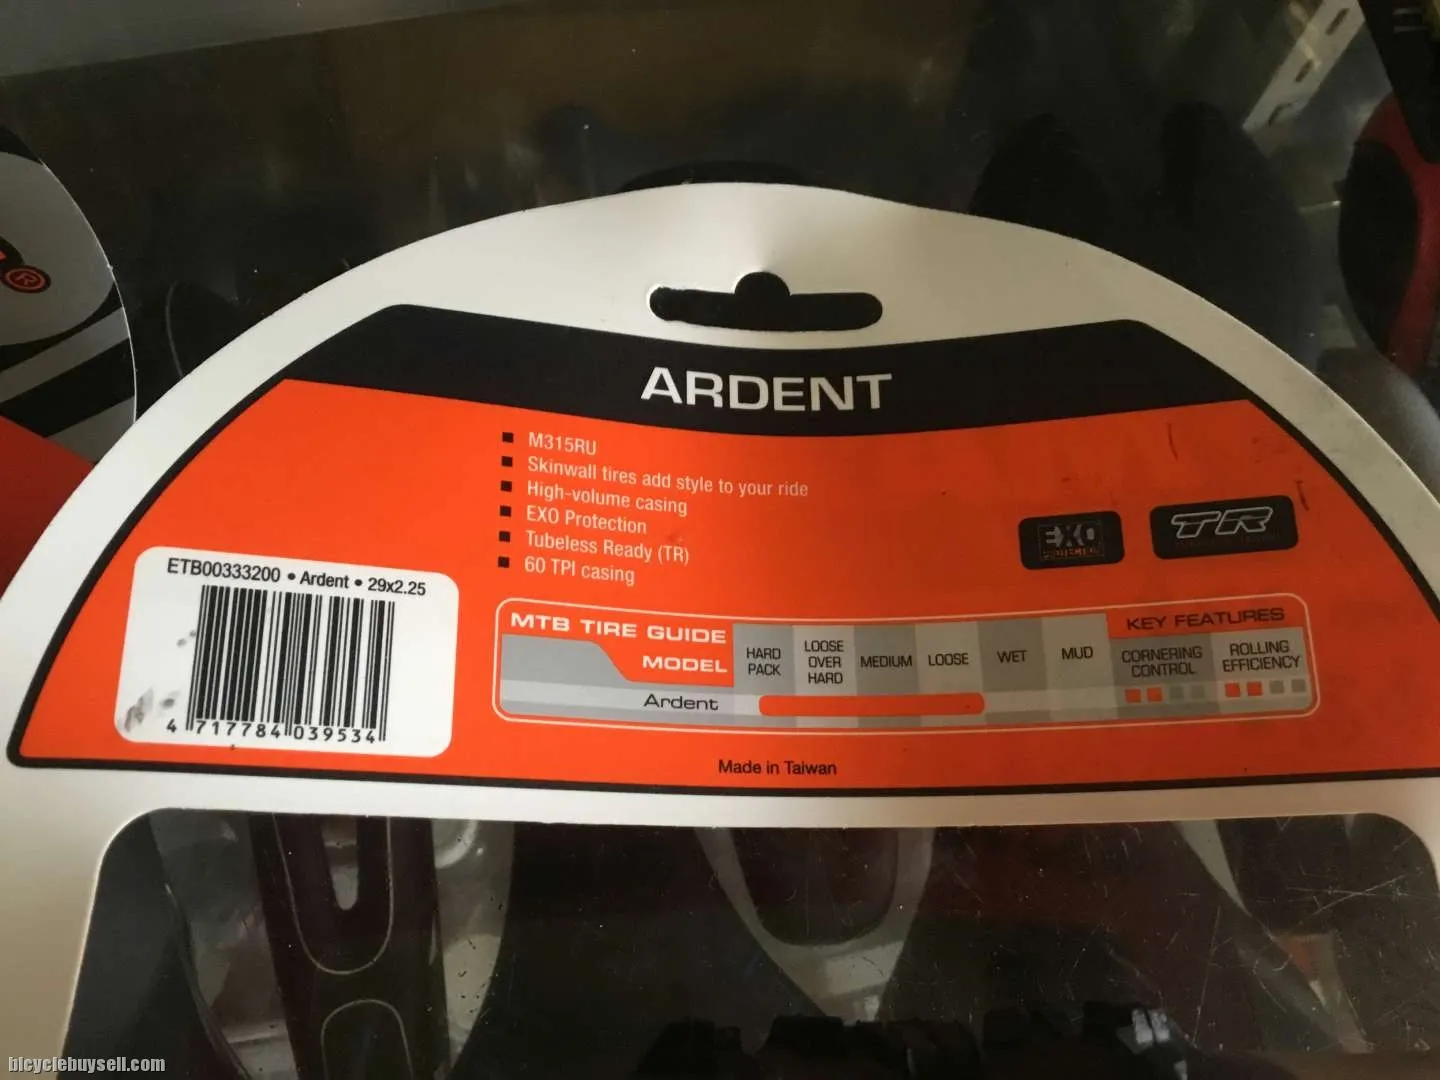 ®
ARDENT
M315RU
Skinwall tires add style to your ride
High-volume casing
EXO Protection
Tubeless Ready (TR)
60 TPI casing
EXO
TR
ETB00333200 • Ardent • 29x2.25
4 717784 039534
MTB TIRE GUIDE
MODEL
HARD PACK
LOOSE OVER HARD
MEDIUM
LOOSE
WET
MUD
KEY FEATURES
CORNERING CONTROL
ROLLING EFFICIENCY
Ardent
Made in Taiwan
bicyclebuysell.com